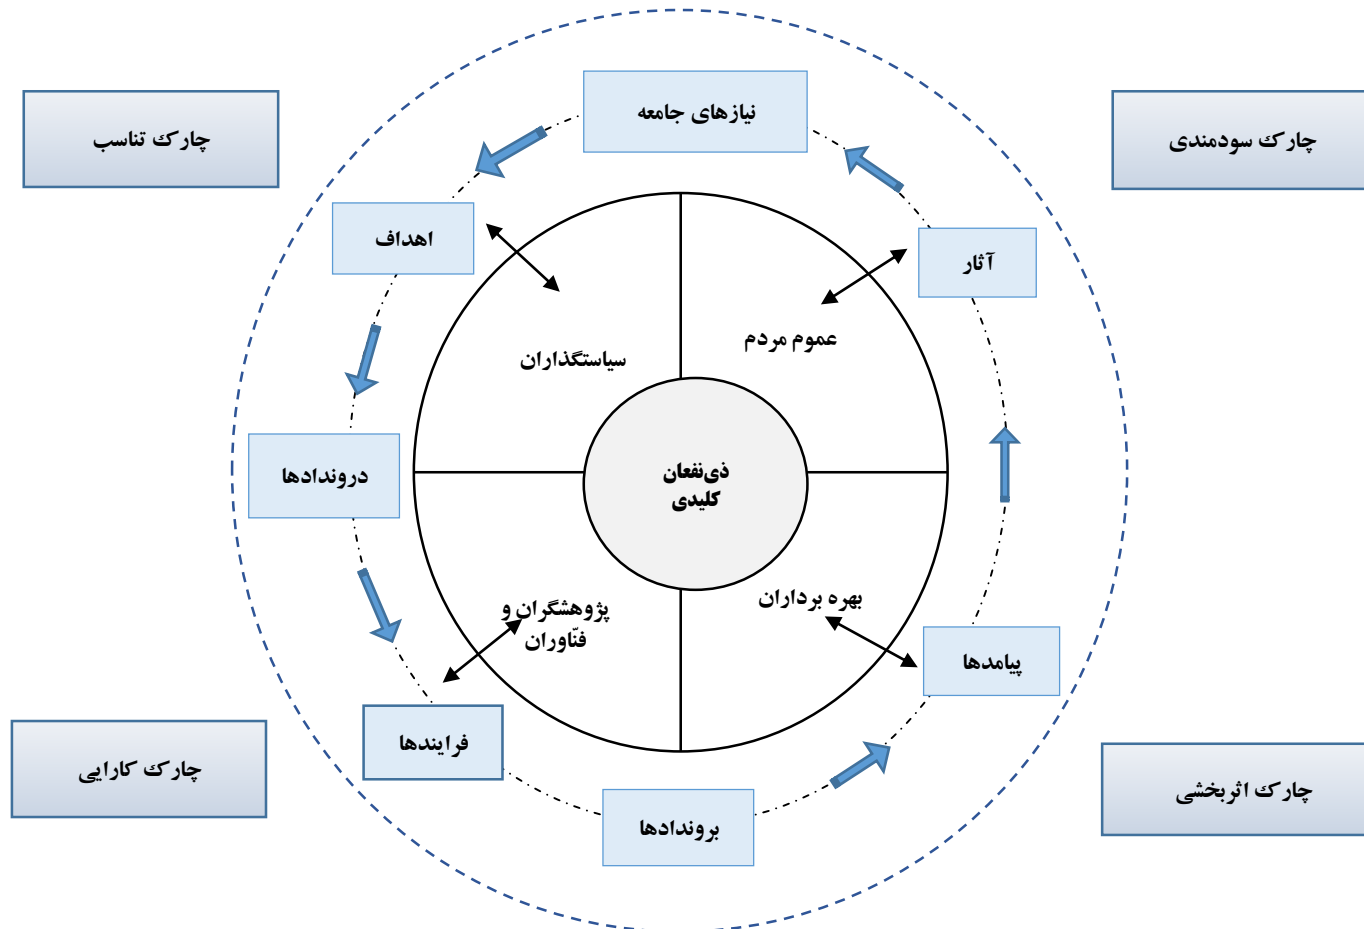 نیازهای جامعه
چارک سودمندی
چارک تناسب
اهداف
آثار
عموم مردم
سیاستگذاران
ذی‌نفعان
کلیدی
دروندادها
بهره برداران
پژوهشگران و
فنّاوران
پیامدها
فرایندها
چارک کارایی
چارک اثربخشی
بروندادها